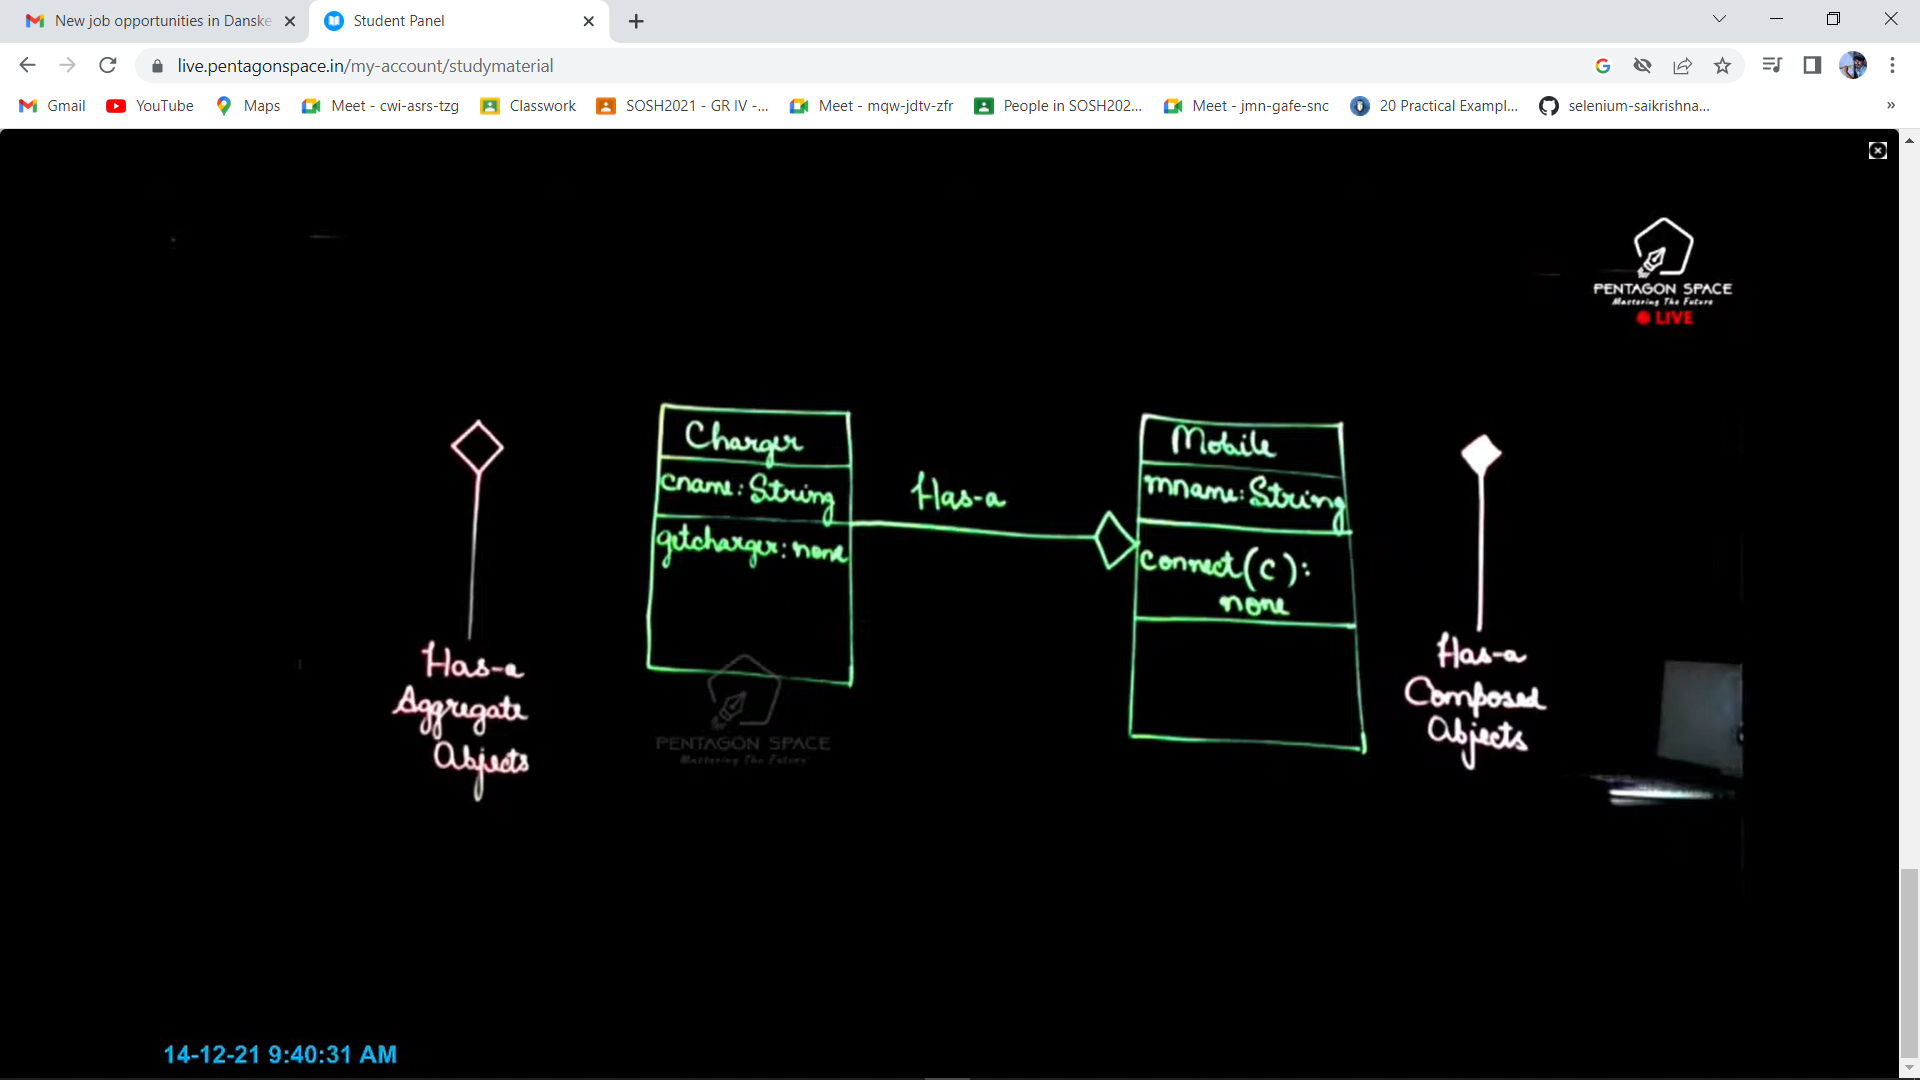 New job opportunities in Danske
Student Panel
live.pentagonspace.in/my-account/studymaterial
Gmail
YouTube
Maps
Meet - cwi-asrs-tzg
Classwork
SOSH2021 - GR IV -...
Meet - mqw-jdtv-zfr
People in SOSH202...
Meet - jmn-gafe-snc
20 Practical Exampl...
selenium-saikrishna...
»
PENTAGON SPACE
Mastering The Future
LIVE
Charger
cname: String
getcharger: none
Has-a
Mobile
mname: String
connect(c):
none
Has-a
Aggregate
Objects
Has-a
Composed
Objects
PENTAGON SPACE
Mastering The Future
14-12-21 9:40:31 AM